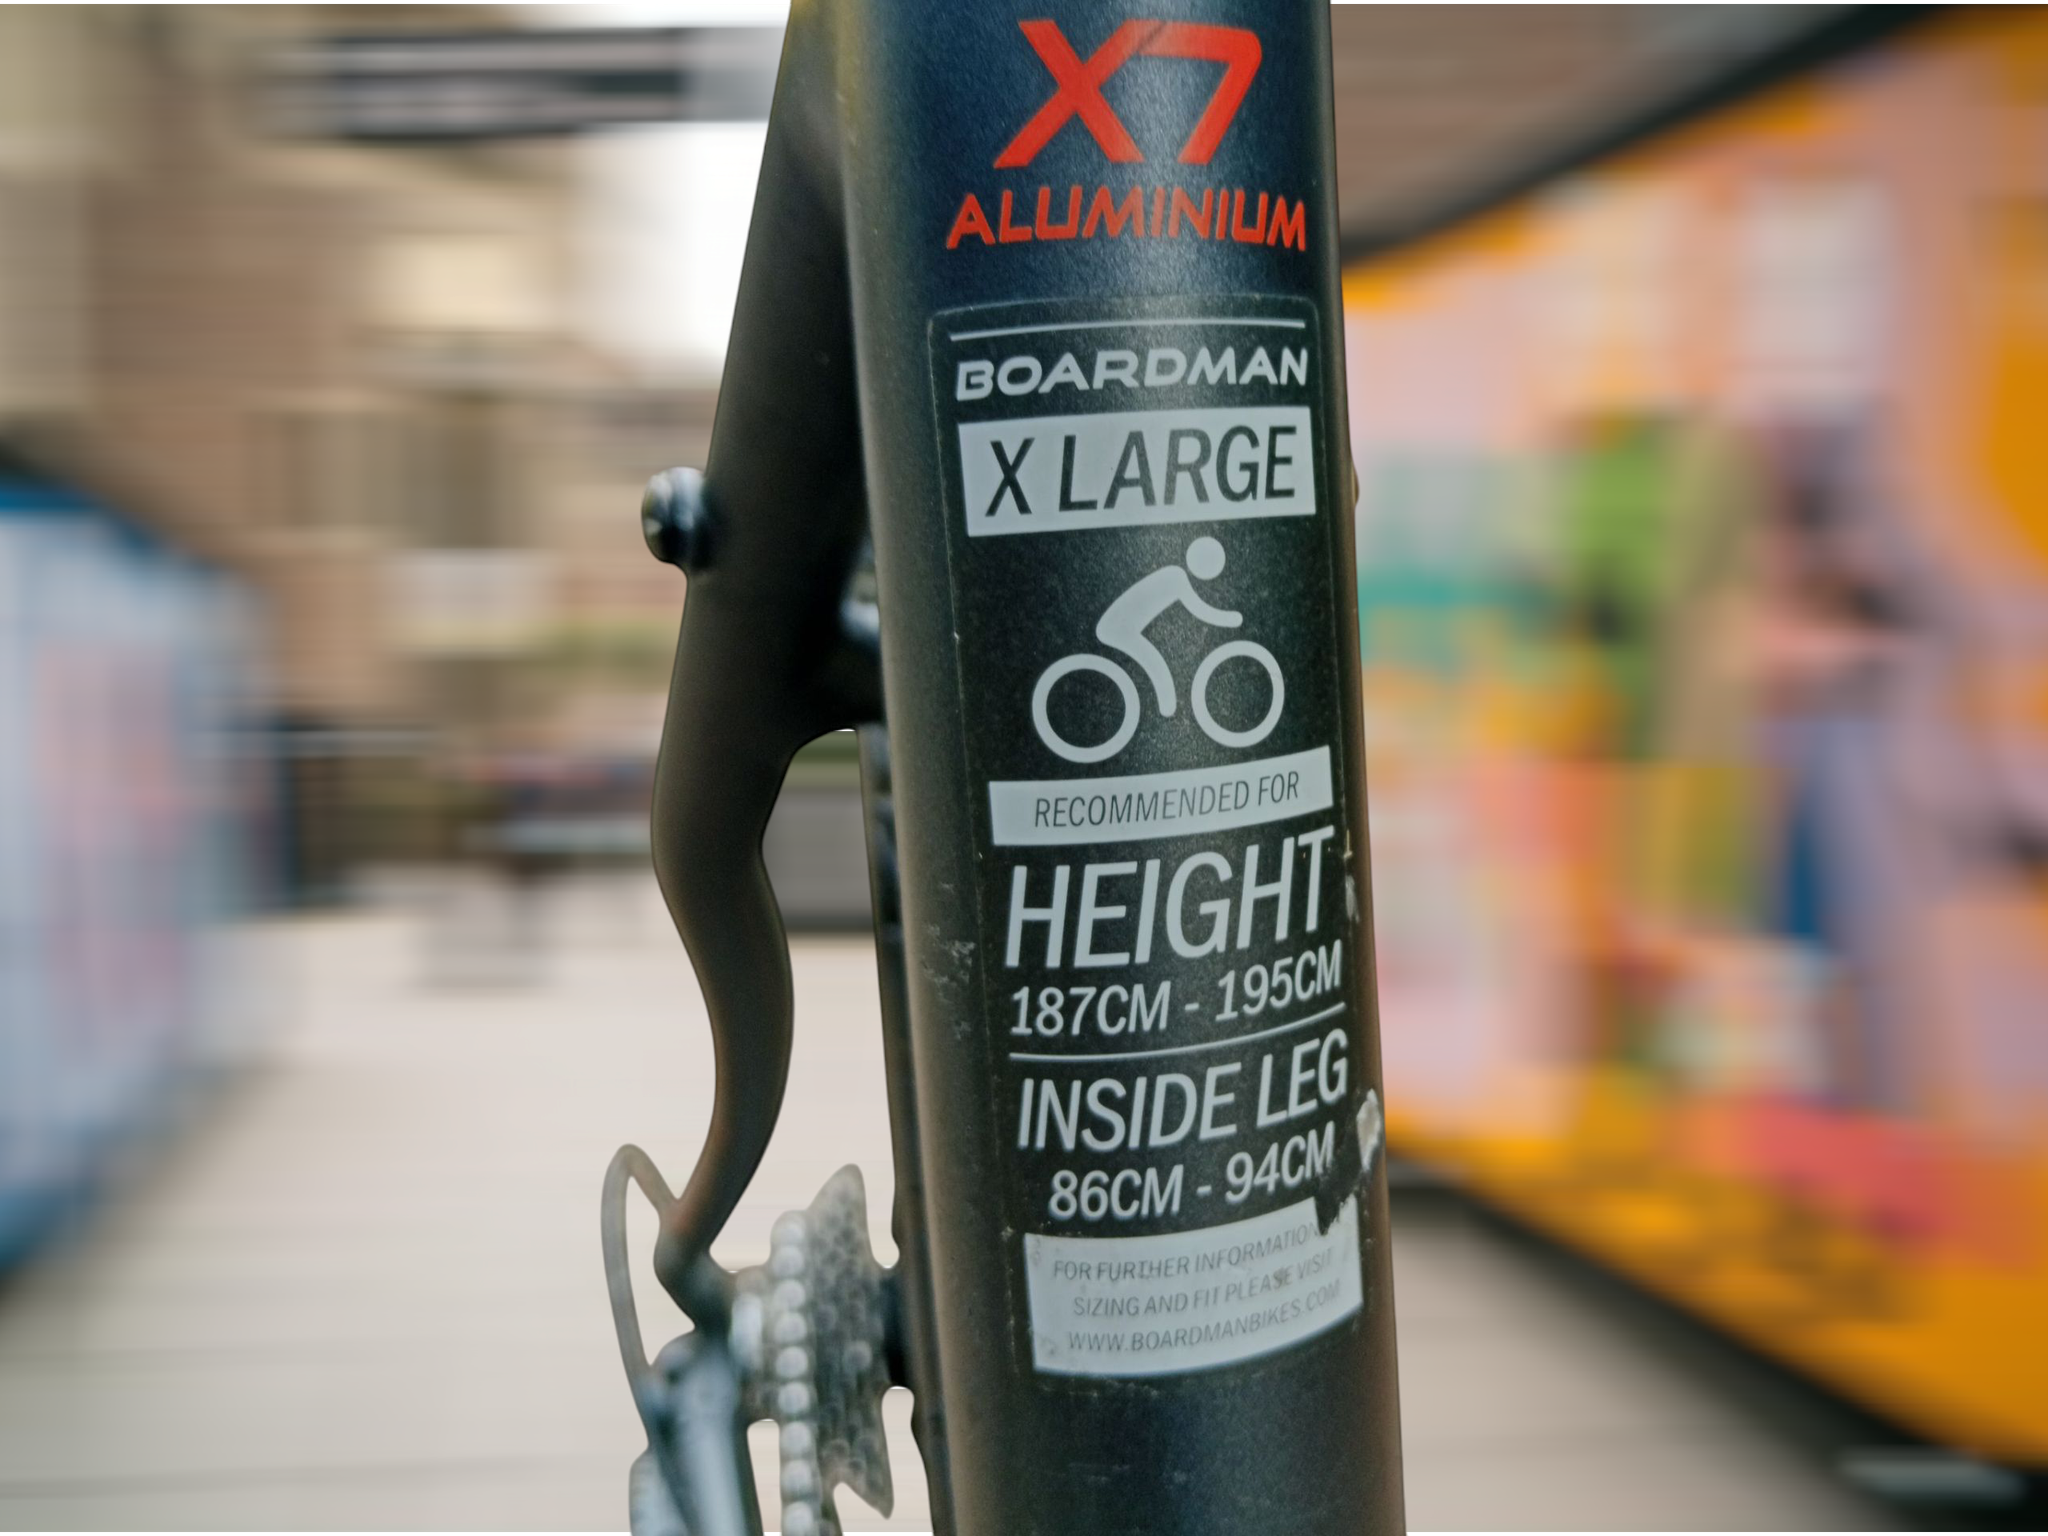 X7
ALUMINIUM
BOARDMAN
X LARGE
RECOMMENDED FOR
HEIGHT
187CM - 195CM
INSIDE LEG
86CM - 94CM
FOR FURTHER INFORMATION
SIZING AND FIT PLEASE VISIT
WWW.BOARDMANBIKES.COM